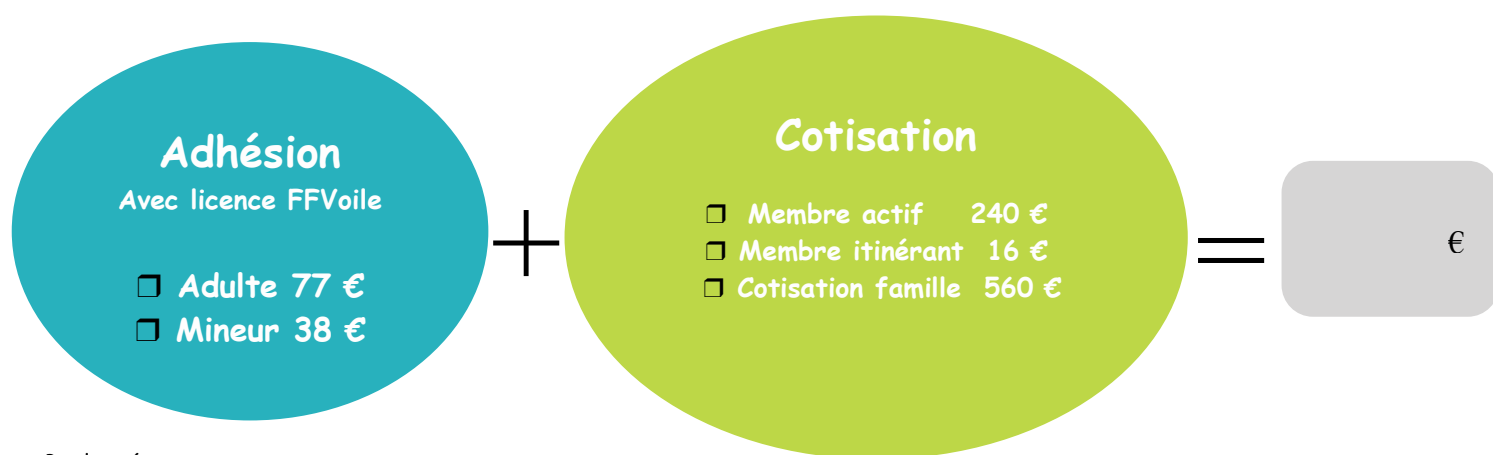 Adhésion
Avec licence FFVoile
❐ Adulte 77 €
❐ Mineur 38 €
+
Cotisation
❐ Membre actif 240 €
❐ Membre itinérant 16 €
❐ Cotisation famille 560 €
=
€